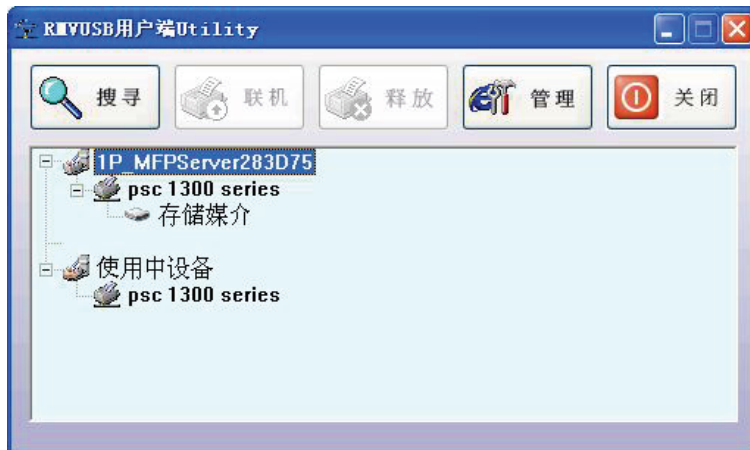 RMVUSB用户端Utility
搜寻 联机 释放 管理 关闭
1P_MFPServer283D75
psc 1300 series
存储媒介
使用中设备
psc 1300 series